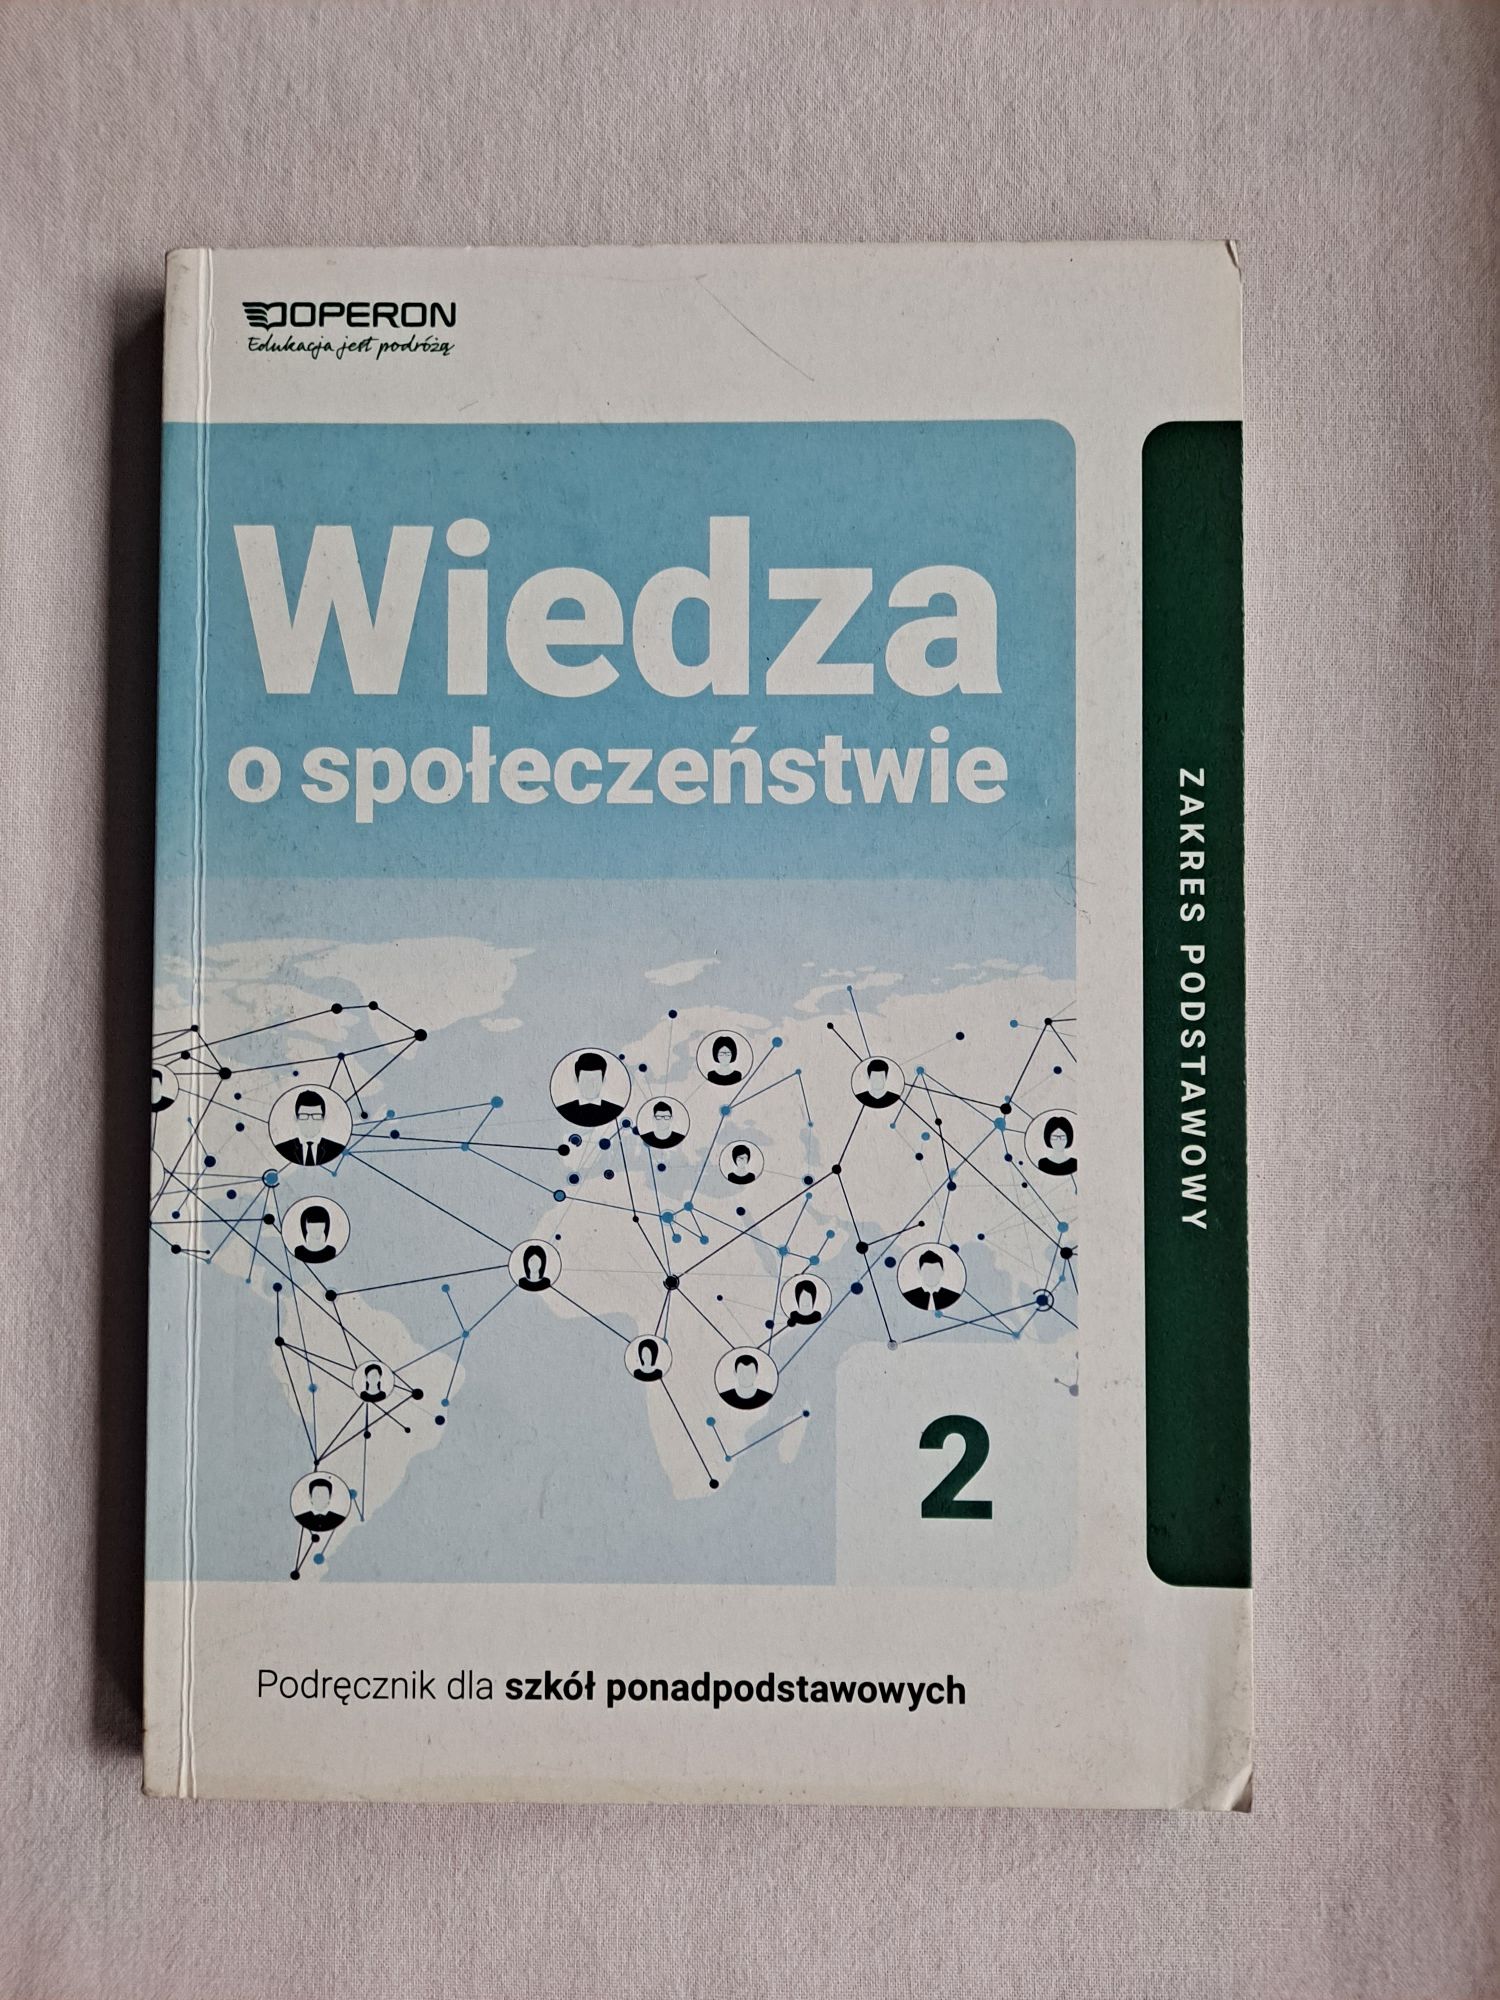 OPERON
Edukacja jest podróżą
Wiedza
o społeczeństwie
ZAKRES PODSTAWOWY
2
Podręcznik dla szkół ponadpodstawowych